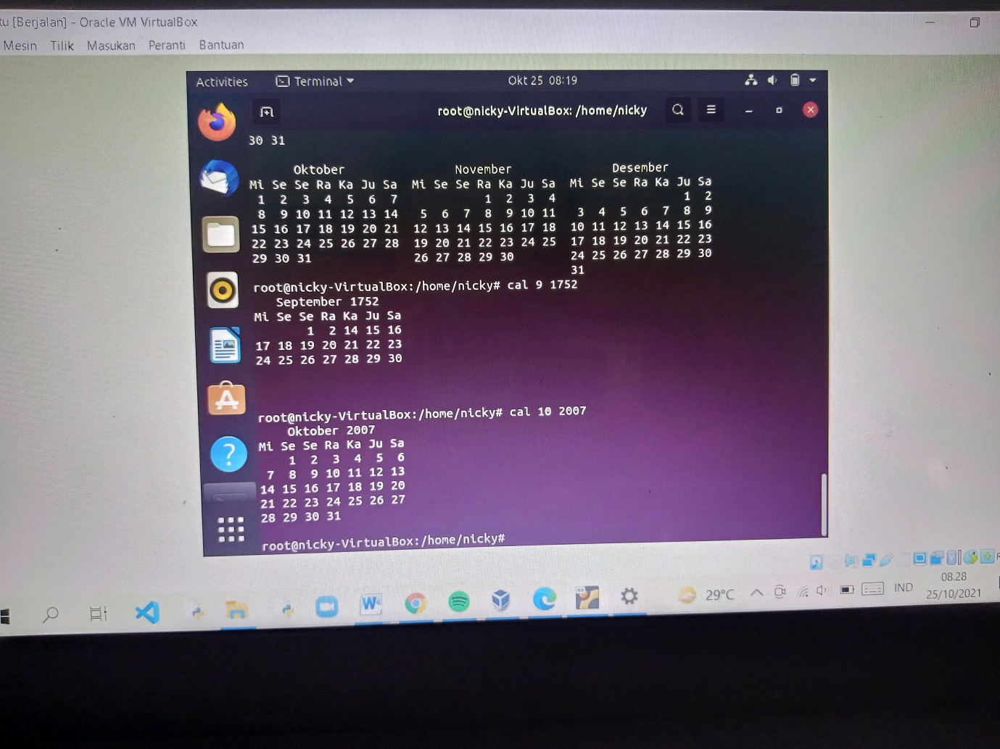 tu [Berjalan] - Oracle VM VirtualBox
Mesin Tilik Masukan Peranti Bantuan
Activities Terminal Okt 25 08:19
root@nicky-VirtualBox: /home/nicky
30 31
Oktober November Desember
Mi Se Se Ra Ka Ju Sa Mi Se Se Ra Ka Ju Sa Mi Se Se Ra Ka Ju Sa
1 2 3 4 5 6 7 1 2 3 4 1 2
8 9 10 11 12 13 14 5 6 7 8 9 10 11 3 4 5 6 7 8 9
15 16 17 18 19 20 21 12 13 14 15 16 17 18 10 11 12 13 14 15 16
22 23 24 25 26 27 28 19 20 21 22 23 24 25 17 18 19 20 21 22 23
29 30 31 26 27 28 29 30 24 25 26 27 28 29 30
31
root@nicky-VirtualBox:/home/nicky# cal 9 1752
September 1752
Mi Se Se Ra Ka Ju Sa
1 2 14 15 16
17 18 19 20 21 22 23
24 25 26 27 28 29 30
root@nicky-VirtualBox:/home/nicky# cal 10 2007
Oktober 2007
Mi Se Se Ra Ka Ju Sa
1 2 3 4 5 6
7 8 9 10 11 12 13
14 15 16 17 18 19 20
21 22 23 24 25 26 27
28 29 30 31
root@nicky-VirtualBox:/home/nicky#
29°C IND 08.28
25/10/2021